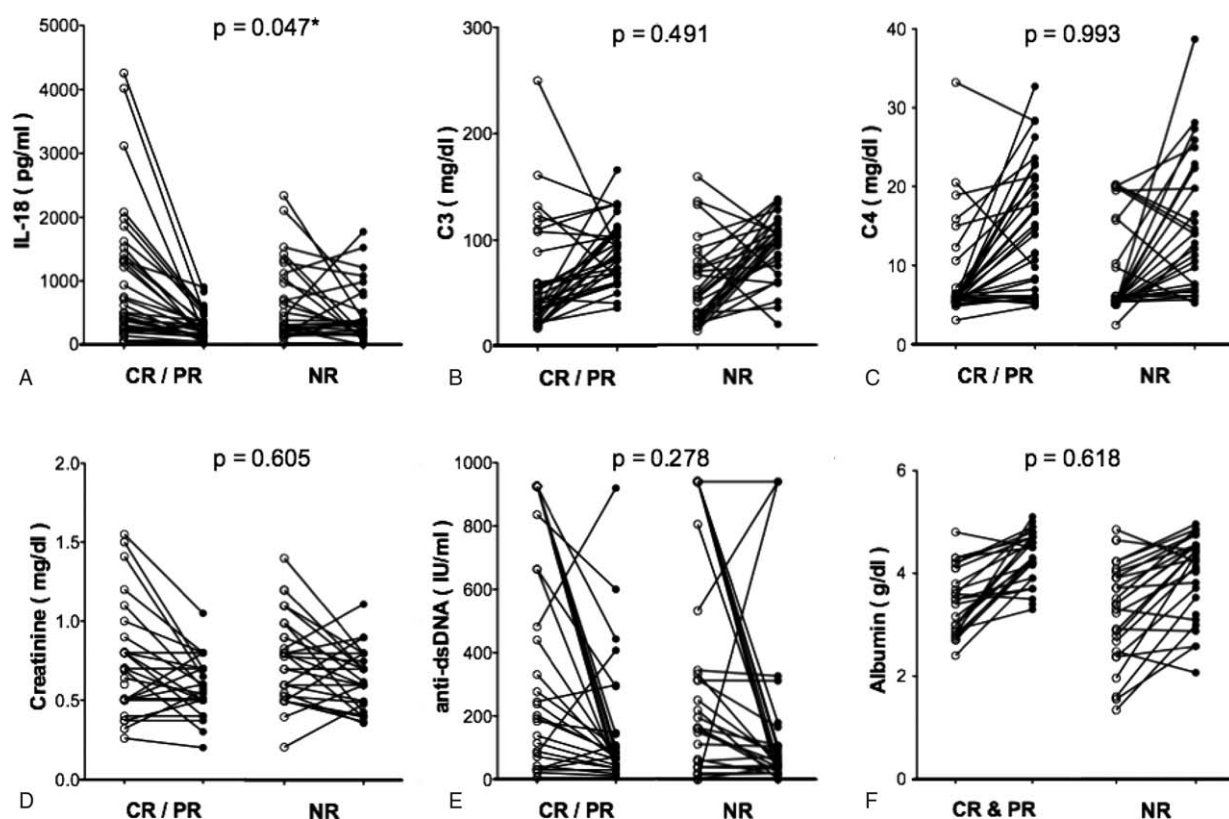 p = 0.047*
IL-18 ( pg/ml )
5000
4000
3000
2000
1000
0
CR / PR
NR
A
p = 0.491
C3 ( mg/dl )
300
200
100
0
CR / PR
NR
B
p = 0.993
C4 ( mg/dl )
40
30
20
10
0
CR / PR
NR
C
p = 0.605
Creatinine ( mg/dl )
2.0
1.5
1.0
0.5
0.0
CR / PR
NR
D
p = 0.278
anti-dsDNA ( IU/ml )
1000
800
600
400
200
0
CR / PR
NR
E
p = 0.618
Albumin ( g/dl )
6
4
2
0
CR & PR
NR
F